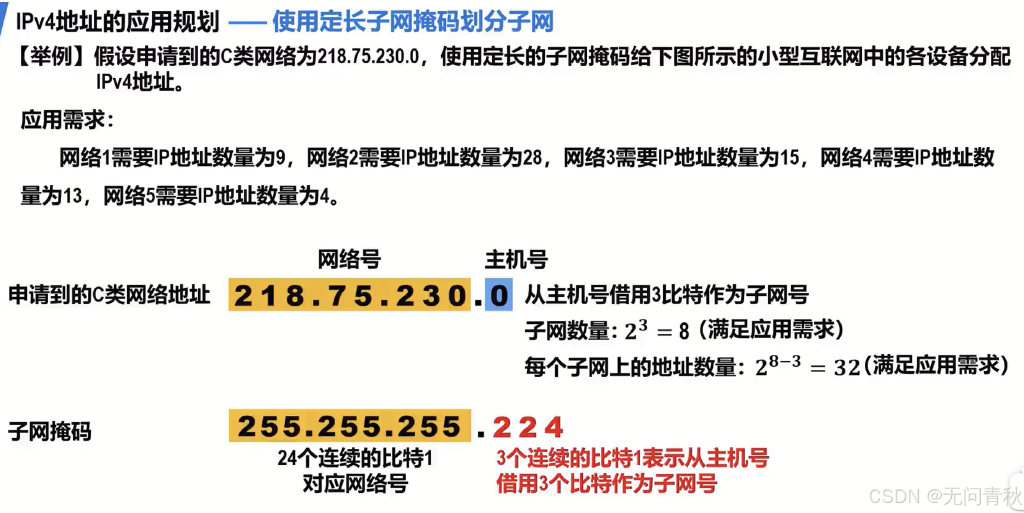 IPv4地址的应用规划 —— 使用定长子网掩码划分子网
【举例】假设申请到的C类网络为218.75.230.0，使用定长的子网掩码给下图所示的小型互联网中的各设备分配
IPv4地址。
应用需求：
网络1需要IP地址数量为9，网络2需要IP地址数量为28，网络3需要IP地址数量为15，网络4需要IP地址数
量为13，网络5需要IP地址数量为4。
网络号 主机号
申请到的C类网络地址 218.75.230.0 从主机号借用3比特作为子网号
子网数量：2³ = 8（满足应用需求）
每个子网上的地址数量：2⁸⁻³ = 32（满足应用需求）
子网掩码 255.255.255.224
24个连续的比特1 3个连续的比特1表示从主机号
对应网络号 借用3个比特作为子网号
CSDN @无问青秋